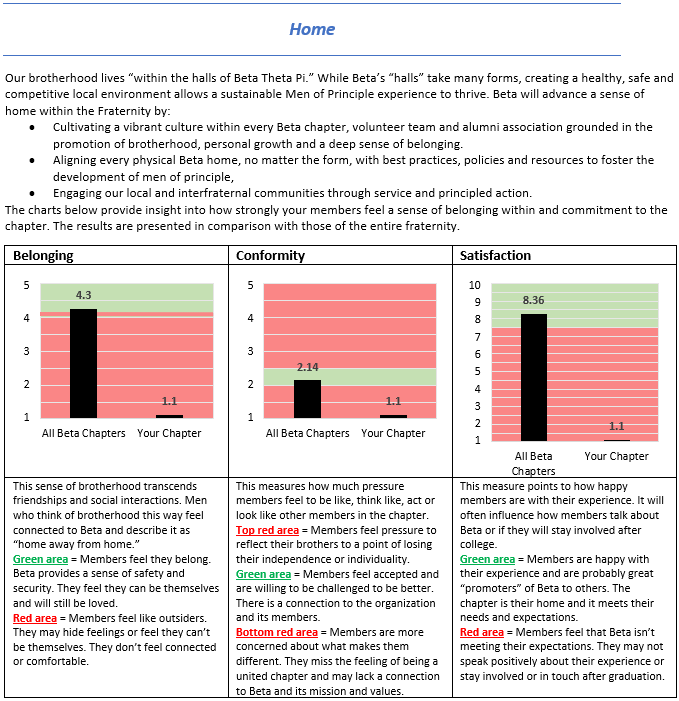 Home
Our brotherhood lives “within the halls of Beta Theta Pi.” While Beta’s “halls” take many forms, creating a healthy, safe and
competitive local environment allows a sustainable Men of Principle experience to thrive. Beta will advance a sense of
home within the Fraternity by:
• Cultivating a vibrant culture within every Beta chapter, volunteer team and alumni association grounded in the
promotion of brotherhood, personal growth and a deep sense of belonging.
• Aligning every physical Beta home, no matter the form, with best practices, policies and resources to foster the
development of men of principle,
• Engaging our local and interfraternal communities through service and principled action.
The charts below provide insight into how strongly your members feel a sense of belonging within and commitment to the
chapter. The results are presented in comparison with those of the entire fraternity.
Belonging
5
4
3
2
1
4.3
1.1
All Beta Chapters Your Chapter
This sense of brotherhood transcends
friendships and social interactions. Men
who think of brotherhood this way feel
connected to Beta and describe it as
“home away from home.”
Green area = Members feel they belong.
Beta provides a sense of safety and
security. They feel they can be themselves
and will still be loved.
Red area = Members feel like outsiders.
They may hide feelings or feel they can’t
be themselves. They don’t feel connected
or comfortable.
Conformity
5
4
3
2
1
2.14
1.1
All Beta Chapters Your Chapter
This measures how much pressure
members feel to be like, think like, act or
look like other members in the chapter.
Top red area = Members feel pressure to
reflect their brothers to a point of losing
their independence or individuality.
Green area = Members feel accepted and
are willing to be challenged to be better.
There is a connection to the organization
and its members.
Bottom red area = Members are more
concerned about what makes them
different. They miss the feeling of being a
united chapter and may lack a connection
to Beta and its mission and values.
Satisfaction
10
9
8
7
6
5
4
3
2
1
8.36
1.1
All Beta
Chapters
Your Chapter
This measure points to how happy
members are with their experience. It will
often influence how members talk about
Beta or if they will stay involved after
college.
Green area = Members are happy with
their experience and are probably great
“promoters” of Beta to others. The
chapter is their home and it meets their
needs and expectations.
Red area = Members feel that Beta isn’t
meeting their expectations. They may not
speak positively about their experience or
stay involved or in touch after graduation.